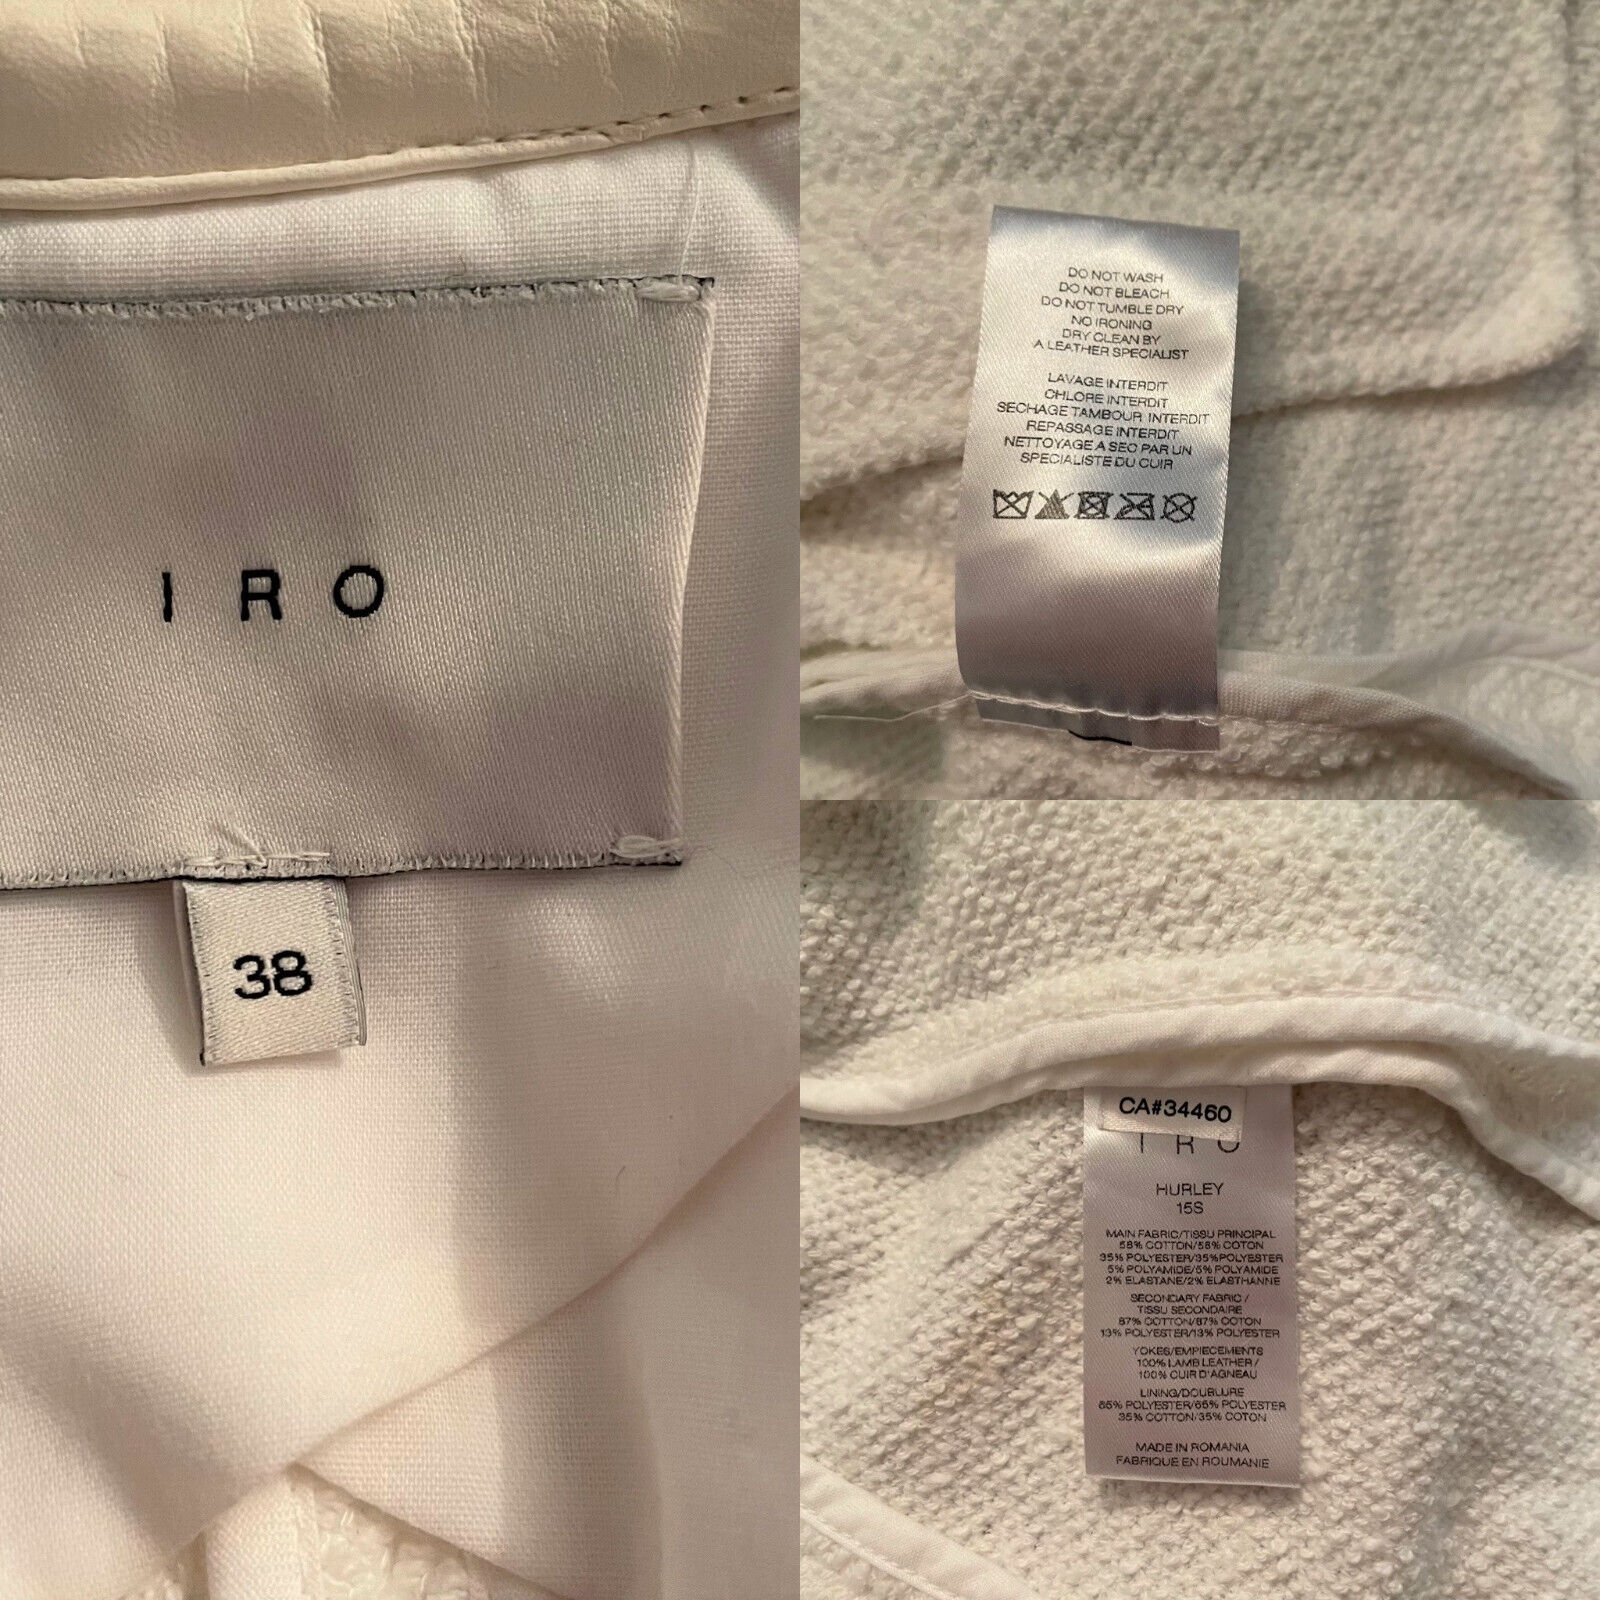 IRO
38
DO NOT WASH
DO NOT BLEACH
DO NOT TUMBLE DRY
NO IRONING
DRY CLEAN BY
A LEATHER SPECIALIST
LAVAGE INTERDIT
CHLORE INTERDIT
SECHAGE TAMBOUR INTERDIT
REPASSAGE INTERDIT
NETTOYAGE A SEC PAR UN
SPECIALISTE DU CUIR
CA#34460
IRO
HURLEY
15S
MAIN FABRIC/TISSU PRINCIPAL
58% COTTON/58% COTON
35% POLYESTER/35%POLYESTER
5% POLYAMIDE/5% POLYAMIDE
2% ELASTANE/2% ELASTHANNE
SECONDARY FABRIC /
TISSU SECONDAIRE
87% COTTON/87% COTON
13% POLYESTER/13% POLYESTER
YOKES/EMPIECEMENTS
100% LAMB LEATHER /
100% CUIR D'AGNEAU
LINING/DOUBLURE
65% POLYESTER/65% POLYESTER
35% COTTON/35% COTON
MADE IN ROMANIA
FABRIQUE EN ROUMANIE